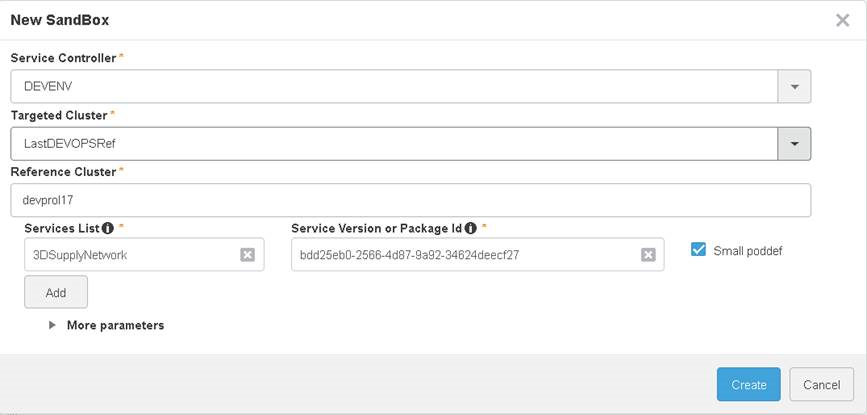 New SandBox
Service Controller *
DEVENV
Targeted Cluster *
LastDEVOPSRef
Reference Cluster *
devprol17
Services List *
Service Version or Package Id *
3DSupplyNetwork
bdd25eb0-2566-4d87-9a92-34624deecf27
Small poddef
Add
More parameters
Create
Cancel